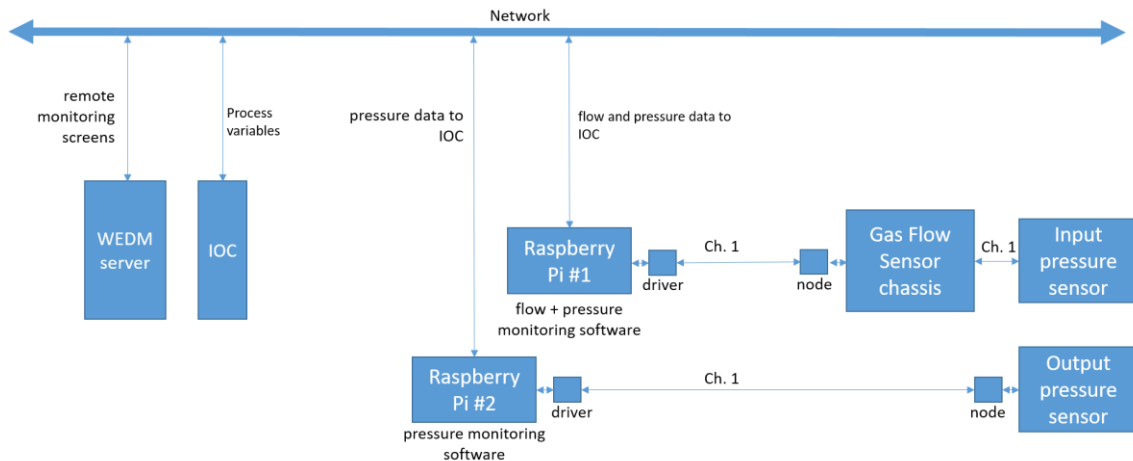 Network
remote
monitoring
screens
Process
variables
pressure data to
IOC
flow and pressure data to
IOC
WEDM
server
IOC
Raspberry
Pi #1
driver
Ch. 1
node
Gas Flow
Sensor
chassis
Ch. 1
Input
pressure
sensor
flow + pressure
monitoring software
Raspberry
Pi #2
driver
Ch. 1
node
Output
pressure
sensor
pressure monitoring
software